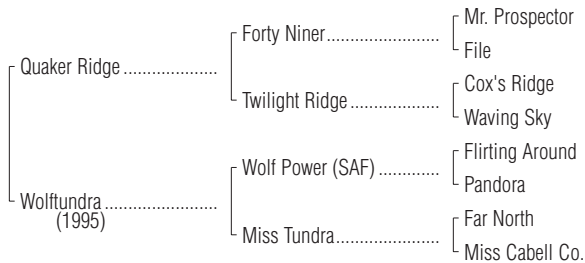 Mr. Prospector
Forty Niner......................
File
Quaker Ridge ...................
Cox's Ridge
Twilight Ridge..................
Waving Sky
Flirting Around
Wolf Power (SAF) ............
Pandora
Wolftundra .......................
(1995)
Far North
Miss Tundra.....................
Miss Cabell Co.